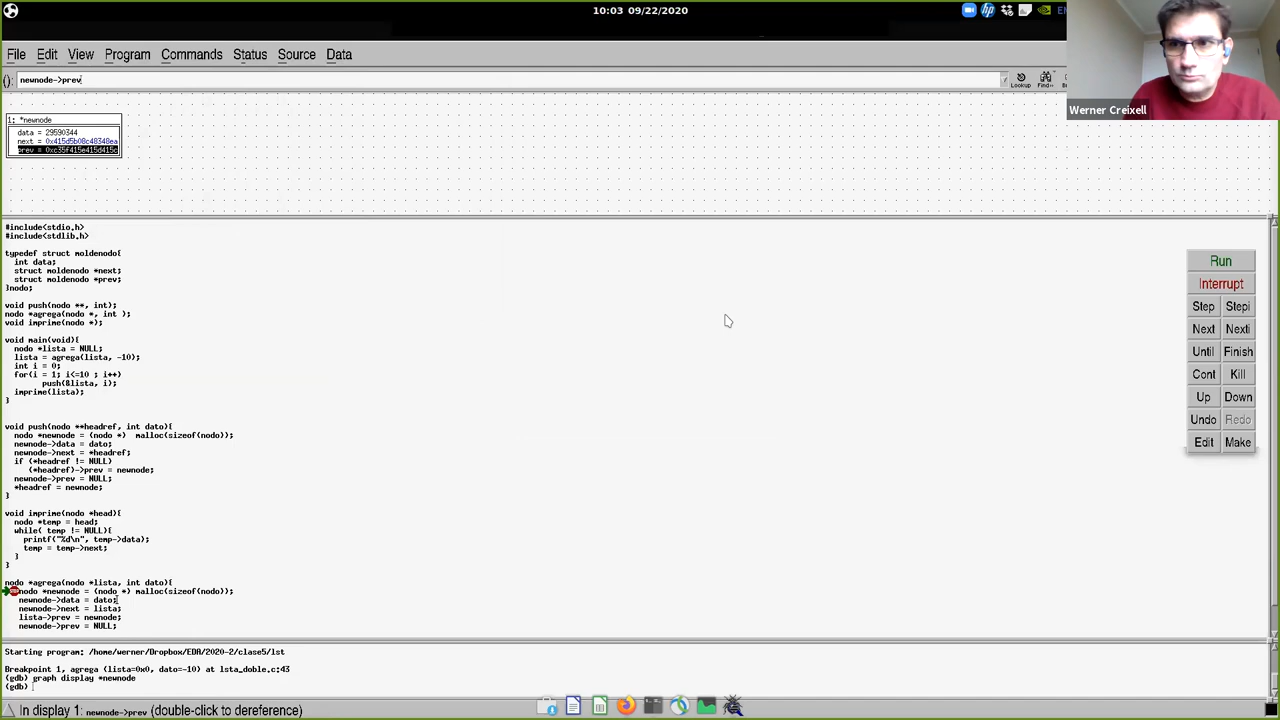 10:03 09/22/2020
File Edit View Program Commands Status Source Find Data
(): newnode->prev
Lookup Find»
Werner Creixell
1: *newnode
data = 29590344
next = 0x415d5b08c48348ea
prev = 0xc35f415e415d415c
#include<stdio.h>
#include<stdlib.h>
typedef struct moldenodo{
int data;
struct moldenodo *next;
struct moldenodo *prev;
}nodo;
void push(nodo **, int);
nodo *agrega(nodo *, int );
void imprime(nodo *);
void main(void){
nodo *lista = NULL;
lista = agrega(lista, -10);
int i = 0;
for(i = 1; i<=10 ; i++)
push(&lista, i);
imprime(lista);
}
void push(nodo **headref, int dato){
nodo *newnode = (nodo *)  malloc(sizeof(nodo));
newnode->data = dato;
newnode->next = *headref;
if (*headref != NULL)
(*headref)->prev = newnode;
newnode->prev = NULL;
*headref = newnode;
}
void imprime(nodo *head){
nodo *temp = head;
while( temp != NULL){
printf("%d\n", temp->data);
temp = temp->next;
}
}
nodo *agrega(nodo *lista, int dato){
nodo *newnode = (nodo *) malloc(sizeof(nodo));
newnode->data = dato;
newnode->next = lista;
lista->prev = newnode;
newnode->prev = NULL;
Run
Interrupt
Step Stepi
Next Nexti
Until Finish
Cont Kill
Up Down
Undo Redo
Edit Make
Starting program: /home/werner/Dropbox/EDA/2020-2/clase5/lst
Breakpoint 1, agrega (lista=0x0, dato=-10) at lsta_doble.c:43
(gdb) graph display *newnode
(gdb)
In display 1: newnode->prev (double-click to dereference)